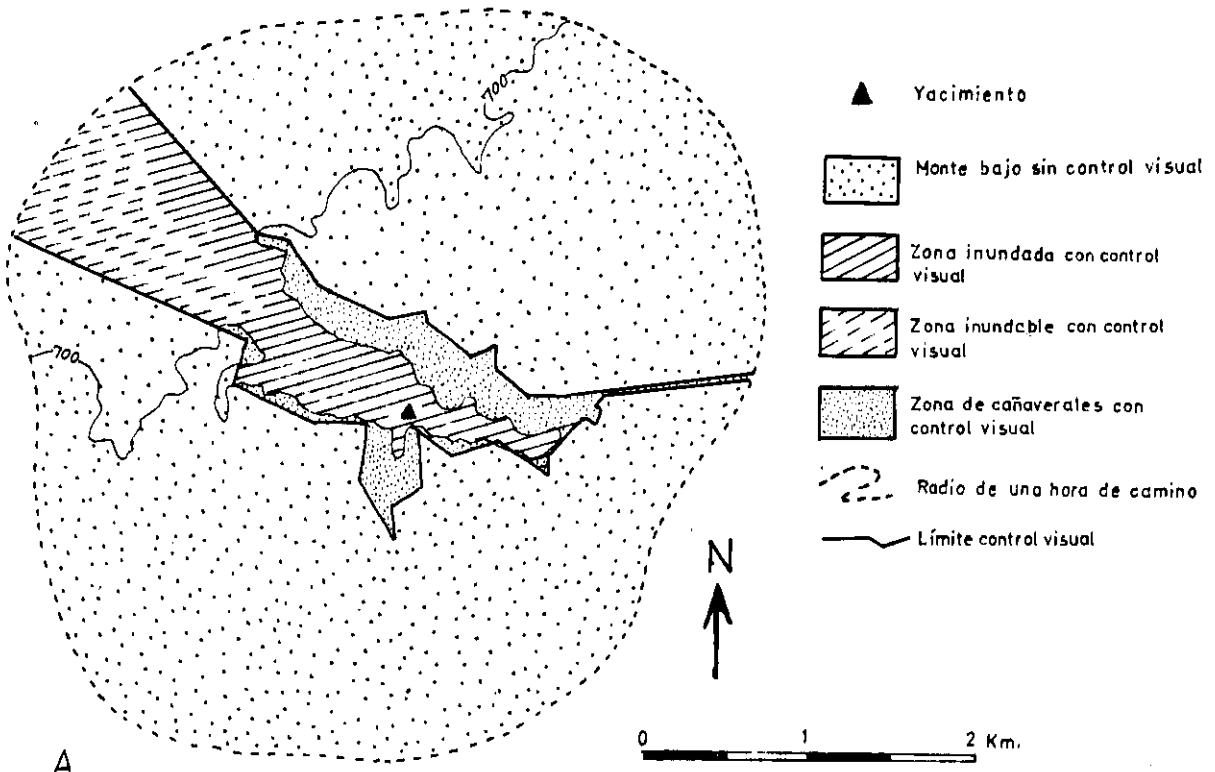 700
700
Yacimiento
Monte bajo sin control visual
Zona inundada con control
visual
Zona inundable con control
visual
Zona de cañaverales con
control visual
Radio de una hora de camino
Límite control visual
N
0 1 2 Km.
A